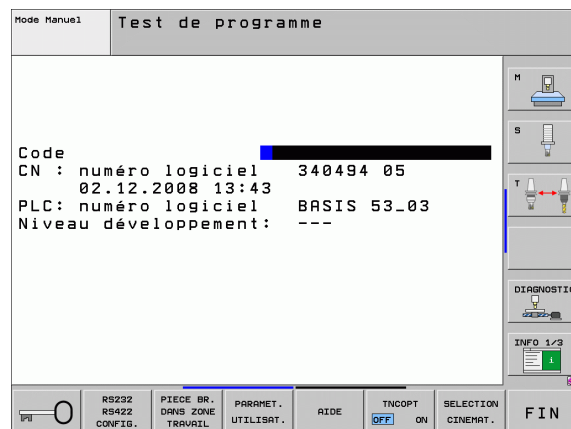 Mode Manuel
Test de programme
Code
CN : numéro logiciel 340494 05
02.12.2008 13:43
PLC: numéro logiciel BASIS 53_03
Niveau développement: ---
M
S
T
DIAGNOSTI
INFO 1/3
i
RS232
RS422
CONFIG.
PIECE BR.
DANS ZONE
TRAVAIL
PARAMET.
UTILISAT.
AIDE
TNCOPT
OFF ON
SELECTION
CINEMAT.
FIN